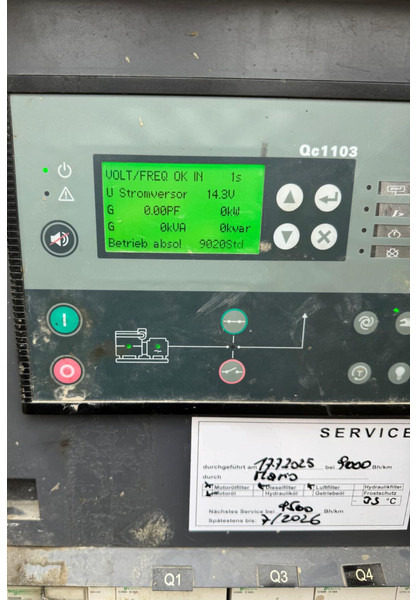 Qc1103
VOLT/FREQ OK IN 1s
U Stromversor 14.3V
G 0.00PF 0kW
G 0kVA 0kvar
Betrieb absol 9020Std
SERVICE
durchgeführt am 17.7.2025 bei 9000 Bh/km
durch Mario
Motorölfilter Dieselfilter Luftfilter Hydraulikfilter
Motoröl Hydrauliköl Getriebeöl Frostschutz
35 °C
Nächstes Service bei 9500 Bh/km
Spätestens bis: 7/2026
Q1 Q3 Q4